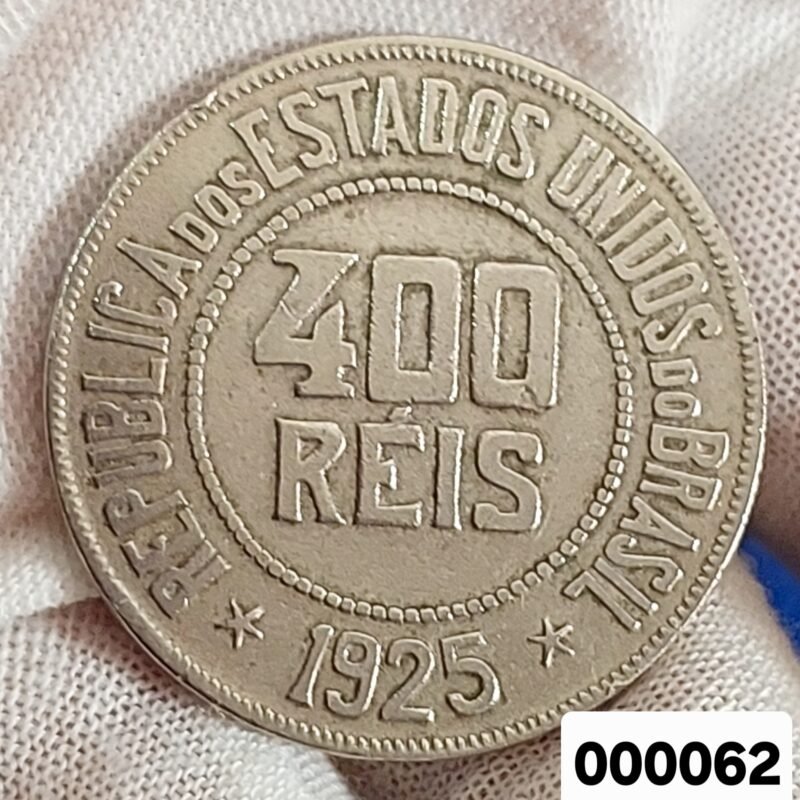 REPUBLICA DOS ESTADOS UNIDOS DO BRASIL
400
RÉIS
1925
000062